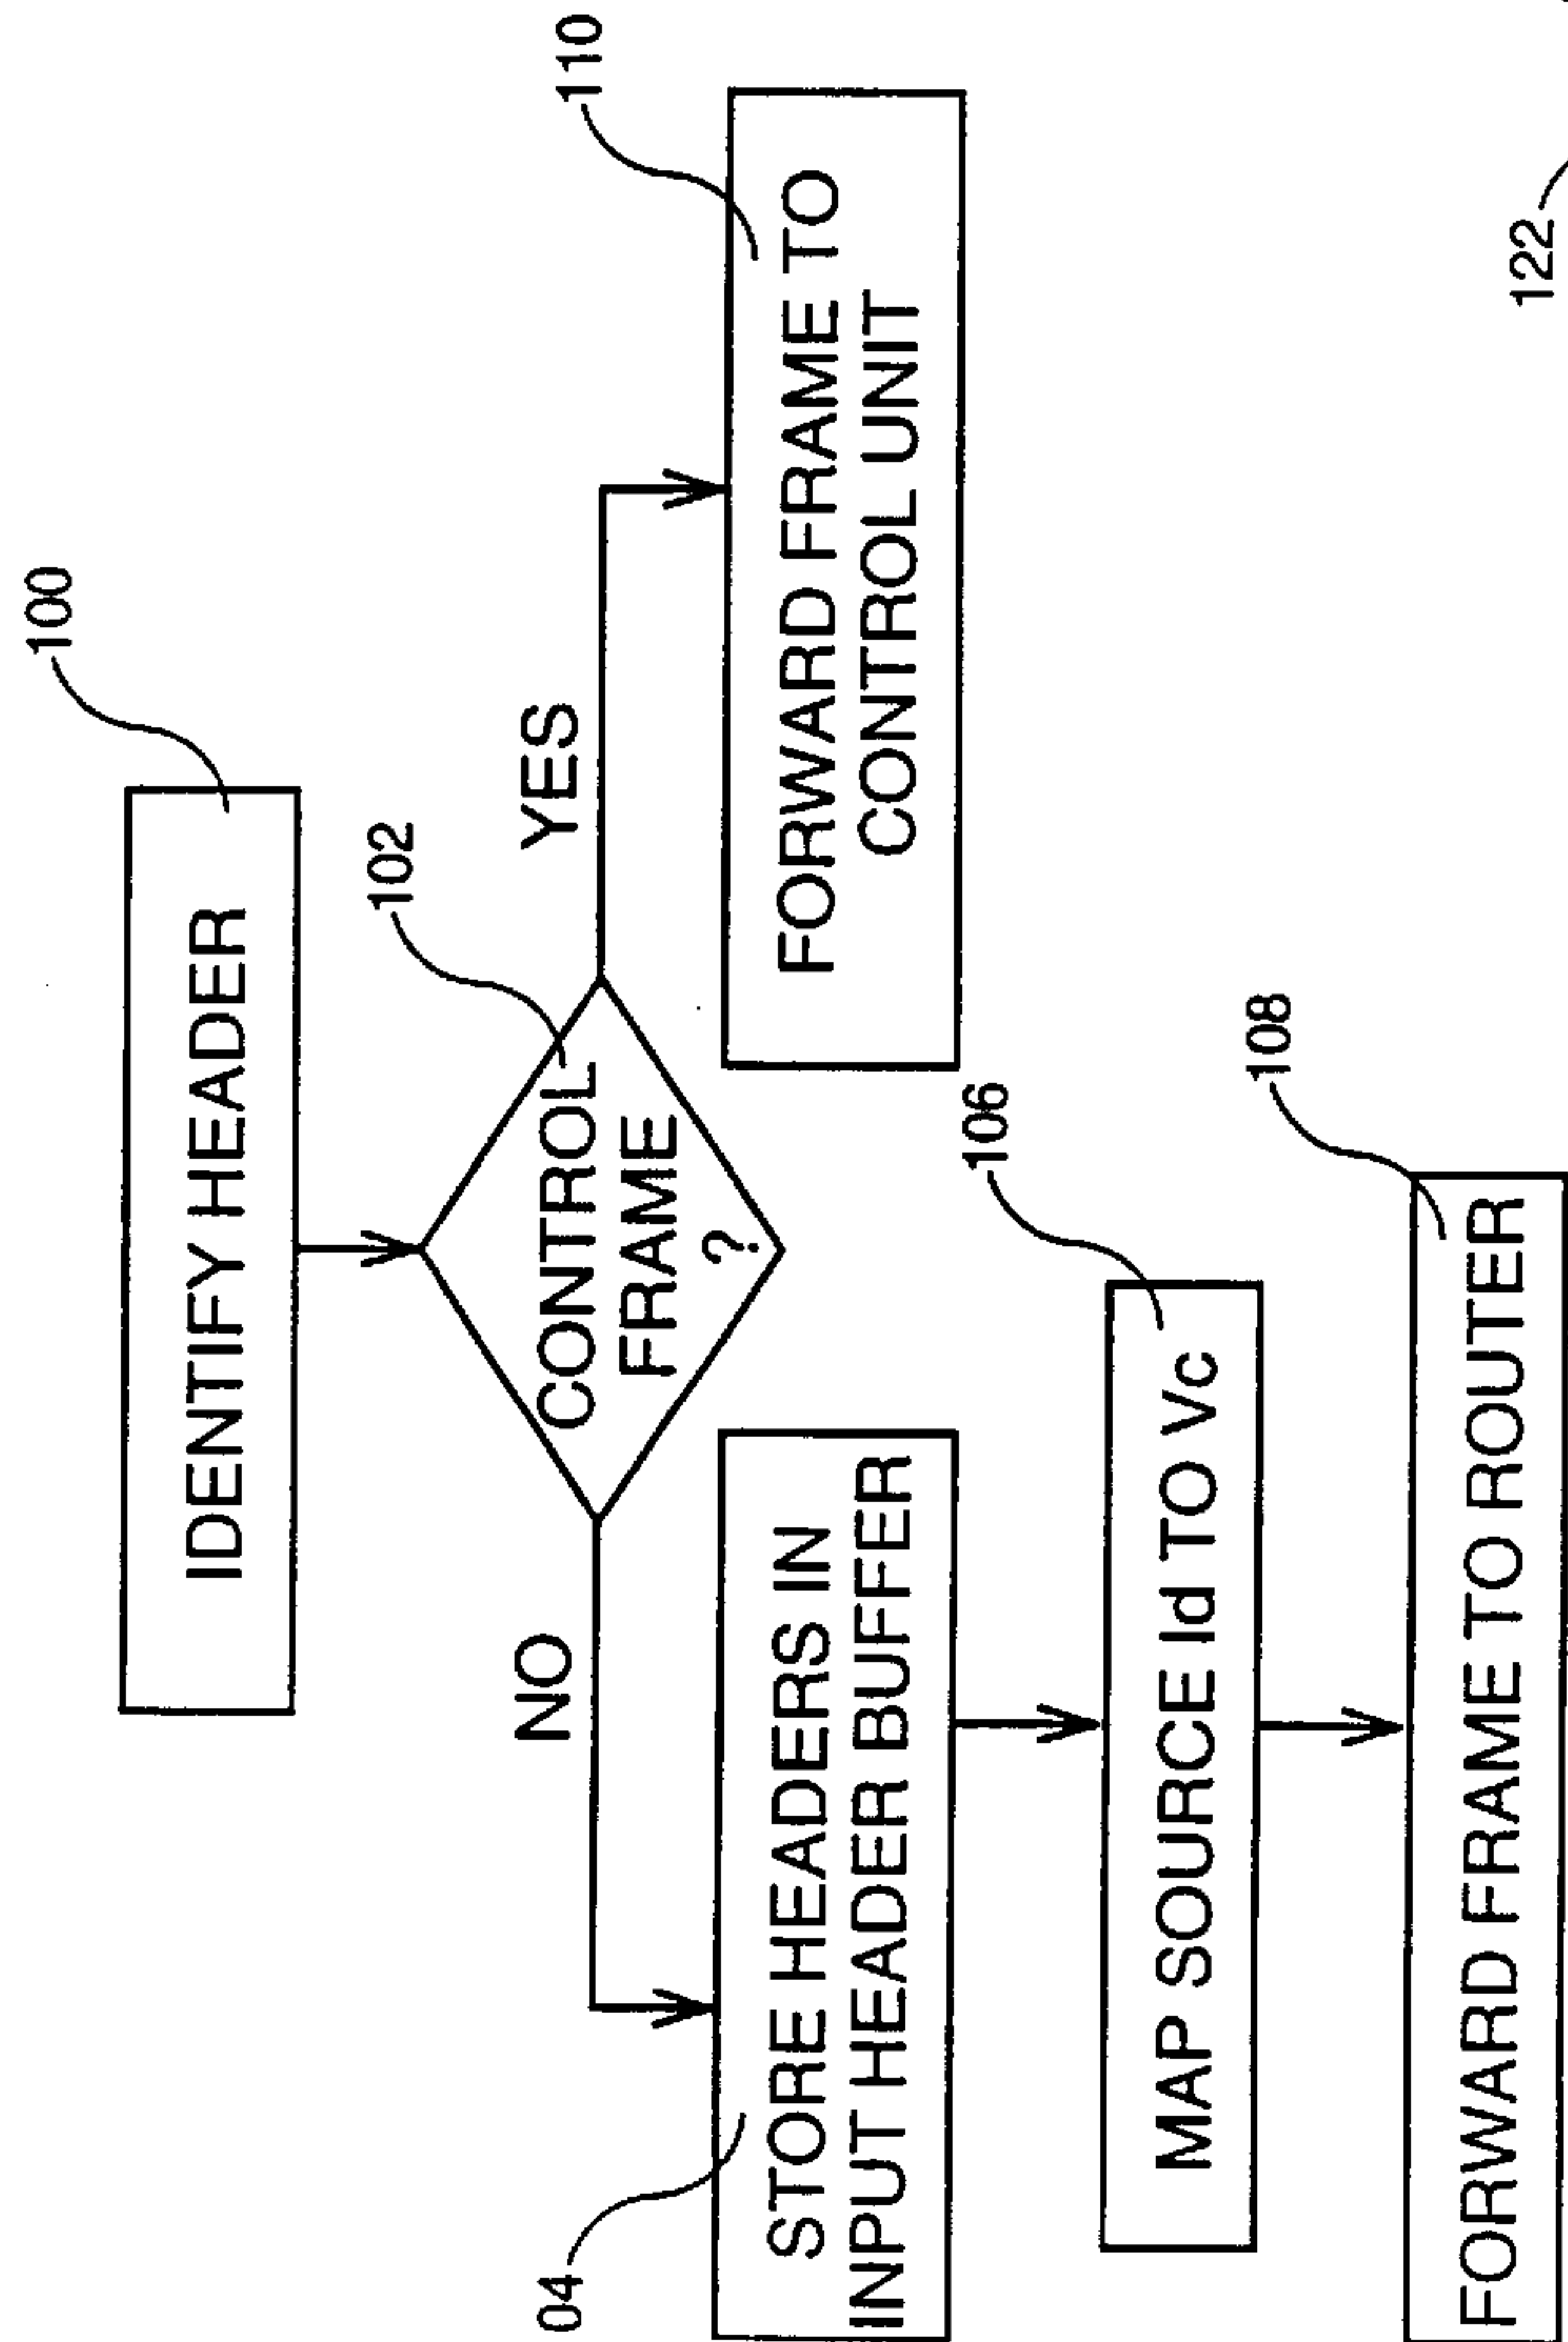 100
IDENTIFY HEADER
102
CONTROL
FRAME
?
NO
YES
110
04
STORE HEADERS IN
INPUT HEADER BUFFER
FORWARD FRAME TO
CONTROL UNIT
106
MAP SOURCE Id TO Vc
108
FORWARD FRAME TO ROUTER
122